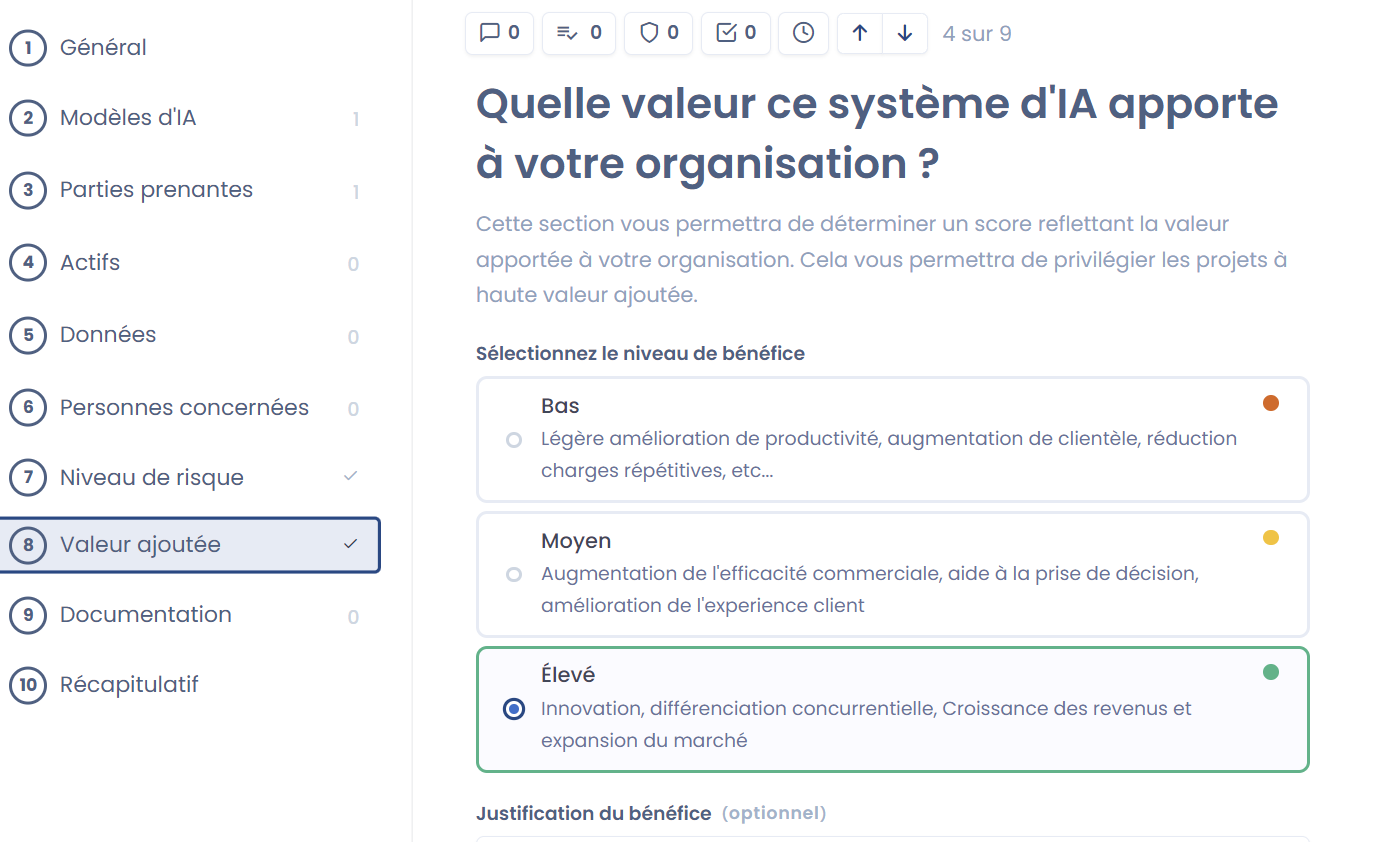 1 Général
2 Modèles d'IA 1
3 Parties prenantes 1
4 Actifs 0
5 Données 0
6 Personnes concernées 0
7 Niveau de risque
8 Valeur ajoutée
9 Documentation 0
10 Récapitulatif
0 0 0 0 4 sur 9
Quelle valeur ce système d'IA apporte
à votre organisation ?
Cette section vous permettra de déterminer un score reflettant la valeur
apportée à votre organisation. Cela vous permettra de privilégier les projets à
haute valeur ajoutée.
Sélectionnez le niveau de bénéfice
Bas
Légère amélioration de productivité, augmentation de clientèle, réduction
charges répétitives, etc...
Moyen
Augmentation de l'efficacité commerciale, aide à la prise de décision,
amélioration de l'experience client
Élevé
Innovation, différenciation concurrentielle, Croissance des revenus et
expansion du marché
Justification du bénéfice (optionnel)